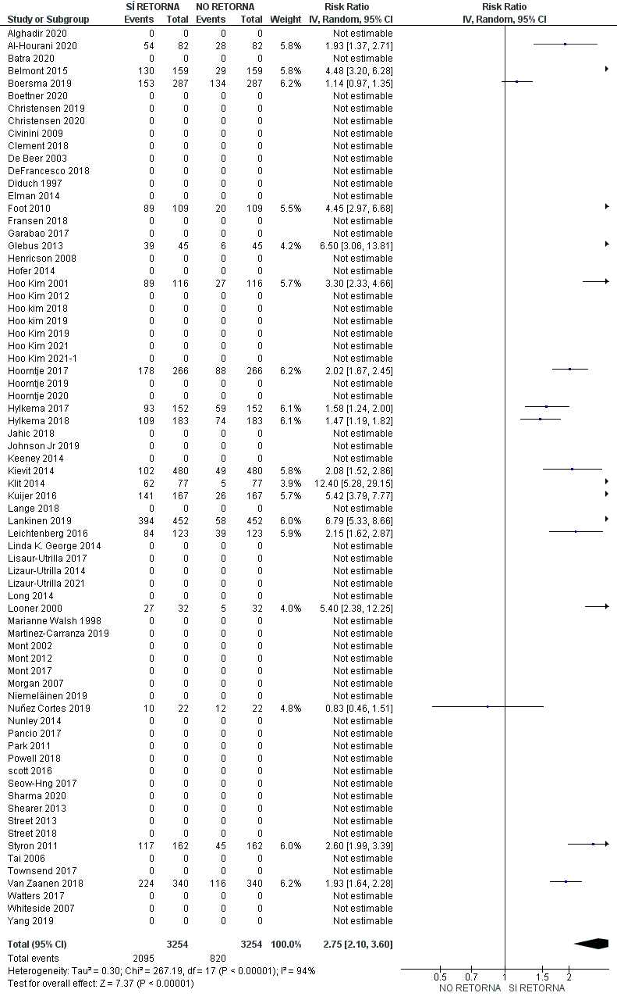 SÍ RETORNA NO RETORNA Risk Ratio Risk Ratio
Study or Subgroup Events Total Events Total Weight IV, Random, 95% CI IV, Random, 95% CI
Alghadir 2020 0 0 0 0 Not estimable
Al-Hourani 2020 54 82 28 82 5.8% 1.93 [1.37, 2.71]
Batra 2020 0 0 0 0 Not estimable
Belmont 2015 130 159 29 159 5.8% 4.48 [3.20, 6.28]
Boersma 2019 153 287 134 287 6.2% 1.14 [0.97, 1.35]
Boettner 2020 0 0 0 0 Not estimable
Christensen 2019 0 0 0 0 Not estimable
Christensen 2020 0 0 0 0 Not estimable
Civinini 2009 0 0 0 0 Not estimable
Clement 2018 0 0 0 0 Not estimable
De Beer 2003 0 0 0 0 Not estimable
DeFrancesco 2018 0 0 0 0 Not estimable
Diduch 1997 0 0 0 0 Not estimable
Elman 2014 0 0 0 0 Not estimable
Foot 2010 89 109 20 109 5.5% 4.45 [2.97, 6.68]
Fransen 2018 0 0 0 0 Not estimable
Garabao 2017 0 0 0 0 Not estimable
Glebus 2013 39 45 6 45 4.2% 6.50 [3.06, 13.81]
Henricson 2008 0 0 0 0 Not estimable
Hofer 2014 0 0 0 0 Not estimable
Hoo Kim 2001 89 116 27 116 5.7% 3.30 [2.33, 4.66]
Hoo Kim 2012 0 0 0 0 Not estimable
Hoo kim 2018 0 0 0 0 Not estimable
Hoo kim 2019 0 0 0 0 Not estimable
Hoo Kim 2019 0 0 0 0 Not estimable
Hoo Kim 2021 0 0 0 0 Not estimable
Hoo Kim 2021-1 0 0 0 0 Not estimable
Hoorntje 2017 178 266 88 266 6.2% 2.02 [1.67, 2.45]
Hoorntje 2019 0 0 0 0 Not estimable
Hoorntje 2020 0 0 0 0 Not estimable
Hylkema 2017 93 152 59 152 6.1% 1.58 [1.24, 2.00]
Hylkema 2018 109 183 74 183 6.1% 1.47 [1.19, 1.82]
Jahic 2018 0 0 0 0 Not estimable
Johnson Jr 2019 0 0 0 0 Not estimable
Keeney 2014 0 0 0 0 Not estimable
Kievit 2014 102 480 49 480 5.8% 2.08 [1.52, 2.86]
Klit 2014 62 77 5 77 3.9% 12.40 [5.28, 29.15]
Kuijer 2016 141 167 26 167 5.7% 5.42 [3.79, 7.77]
Lange 2018 0 0 0 0 Not estimable
Lankinen 2019 394 452 58 452 6.0% 6.79 [5.33, 8.66]
Leichtenberg 2016 84 123 39 123 5.9% 2.15 [1.62, 2.87]
Linda K. George 2014 0 0 0 0 Not estimable
Lisaur-Utrilla 2017 0 0 0 0 Not estimable
Lizaur-Utrilla 2014 0 0 0 0 Not estimable
Lizaur-Utrilla 2021 0 0 0 0 Not estimable
Long 2014 0 0 0 0 Not estimable
Looner 2000 27 32 5 32 4.0% 5.40 [2.38, 12.25]
Marianne Walsh 1998 0 0 0 0 Not estimable
Martinez-Carranza 2019 0 0 0 0 Not estimable
Mont 2002 0 0 0 0 Not estimable
Mont 2012 0 0 0 0 Not estimable
Mont 2017 0 0 0 0 Not estimable
Morgan 2007 0 0 0 0 Not estimable
Niemeläinen 2019 0 0 0 0 Not estimable
Nuñez Cortes 2019 10 22 12 22 4.8% 0.83 [0.46, 1.51]
Nunley 2014 0 0 0 0 Not estimable
Pancio 2017 0 0 0 0 Not estimable
Park 2011 0 0 0 0 Not estimable
Powell 2018 0 0 0 0 Not estimable
scott 2016 0 0 0 0 Not estimable
Seow-Hng 2017 0 0 0 0 Not estimable
Sharma 2020 0 0 0 0 Not estimable
Shearer 2013 0 0 0 0 Not estimable
Street 2013 0 0 0 0 Not estimable
Street 2018 0 0 0 0 Not estimable
Styron 2011 117 162 45 162 6.0% 2.60 [1.99, 3.39]
Tai 2006 0 0 0 0 Not estimable
Townsend 2017 0 0 0 0 Not estimable
Van Zaanen 2018 224 340 116 340 6.2% 1.93 [1.64, 2.28]
Watters 2017 0 0 0 0 Not estimable
Whiteside 2007 0 0 0 0 Not estimable
Yang 2019 0 0 0 0 Not estimable
Total (95% CI) 3254 3254 100.0% 2.75 [2.10, 3.60]
Total events 2095 820
Heterogeneity: Tau² = 0.30; Chi² = 267.19, df = 17 (P < 0.00001); I² = 94%
Test for overall effect: Z = 7.37 (P < 0.00001)
0.5 0.7 1 1.5 2
NO RETORNA SI RETORNA